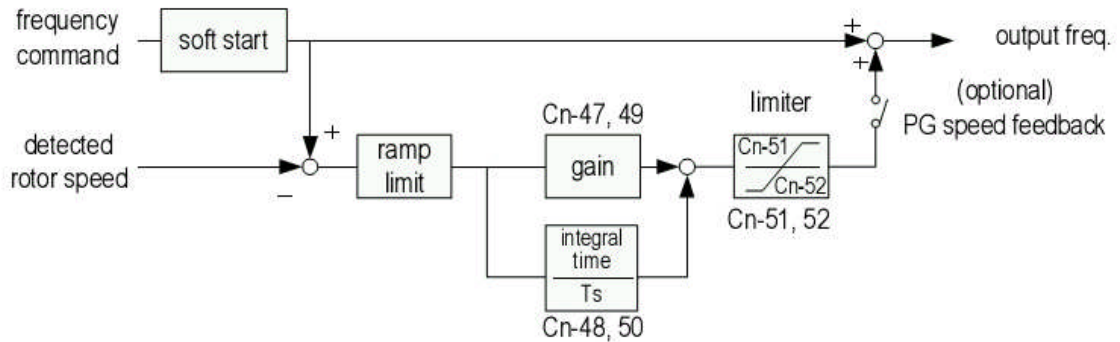 frequency
command
soft start
+
+
output freq.
(optional)
PG speed feedback
limiter
Cn-47, 49
detected
rotor speed
+
−
ramp
limit
gain
Cn-51
Cn-52
Cn-51, 52
integral
time
Ts
Cn-48, 50